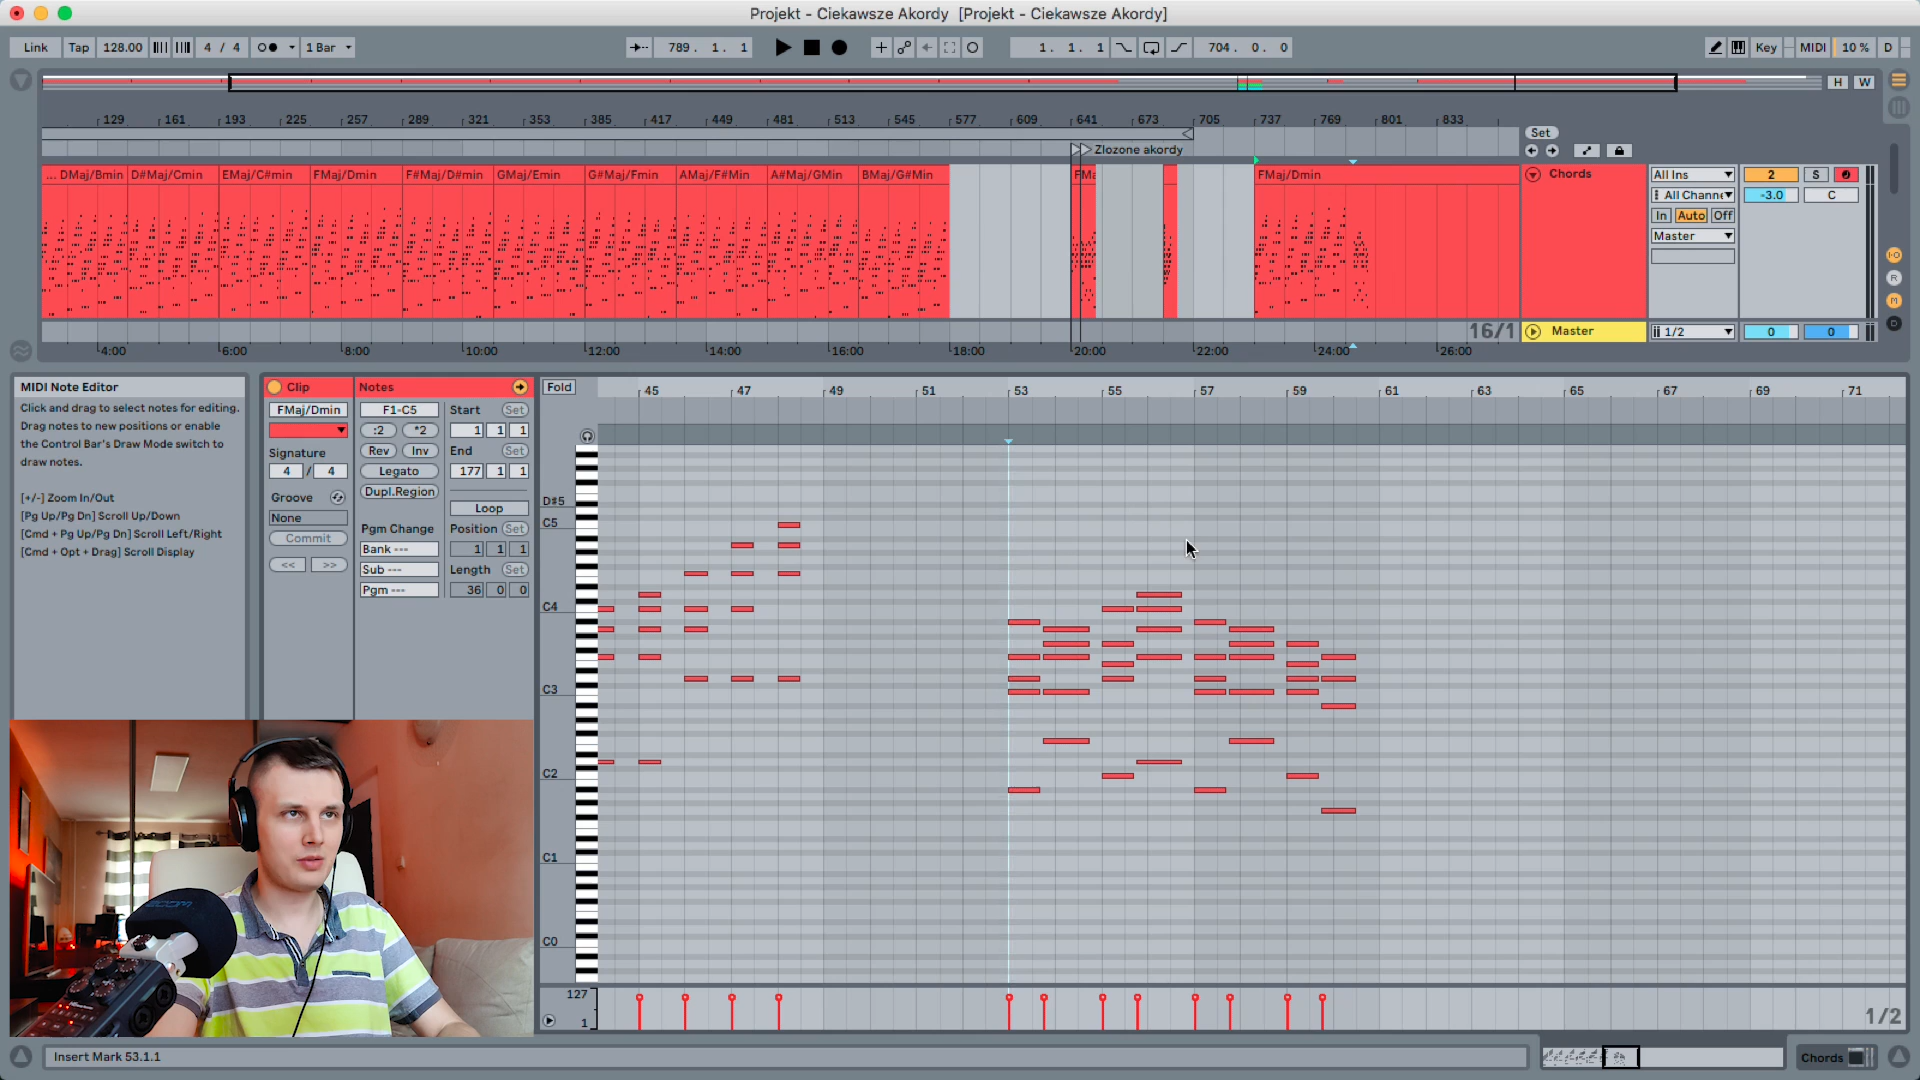 Projekt - Ciekawsze Akordy  [Projekt - Ciekawsze Akordy]
Link Tap 128.00 4 / 4 1 Bar 789. 1. 1 1. 1. 1 704. 0. 0 Key MIDI 10 % D
H W
129 161 193 225 257 289 321 353 385 417 449 481 513 545 577 609 641 673 705 737 769 801 833
Set
Zlozone akordy
... DMaj/Bmin D#Maj/Cmin EMaj/C#min FMaj/Dmin F#Maj/D#min GMaj/Emin G#Maj/Fmin AMaj/F#Min A#Maj/GMin BMaj/G#Min FMa FMaj/Dmin Chords All Ins 2 S
All Channe -3.0 C
In Auto Off
Master
16/1 Master 1/2 0 0
4:00 6:00 8:00 10:00 12:00 14:00 16:00 18:00 20:00 22:00 24:00 26:00
R
M
D
MIDI Note Editor
Click and drag to select notes for editing.
Drag notes to new positions or enable
the Control Bar's Draw Mode switch to
draw notes.
[+/-] Zoom In/Out
[Pg Up/Pg Dn] Scroll Up/Down
[Cmd + Pg Up/Pg Dn] Scroll Left/Right
[Cmd + Opt + Drag] Scroll Display
Clip
FMaj/Dmin
Signature
4 / 4
Groove
None
Commit
<< >>
Notes
F1-C5 Start Set
:2 *2 1 1 1
Rev Inv End Set
Legato 177 1 1
Dupl.Region
Loop
Pgm Change Position Set
Bank --- 1 1 1
Sub --- Length Set
Pgm --- 36 0 0
Fold 45 47 49 51 53 55 57 59 61 63 65 67 69 71
D#5
C5
C4
C3
C2
C1
C0
127
1
1/2
ZOOM
Insert Mark 53.1.1
Chords